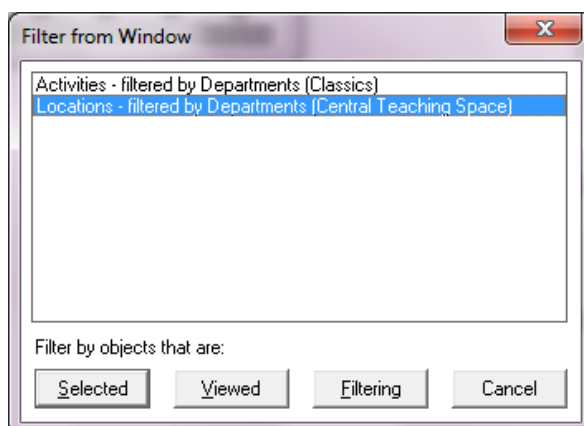 Filter from Window
Activities - filtered by Departments (Classics)
Locations - filtered by Departments (Central Teaching Space)
Filter by objects that are:
Selected Viewed Filtering Cancel